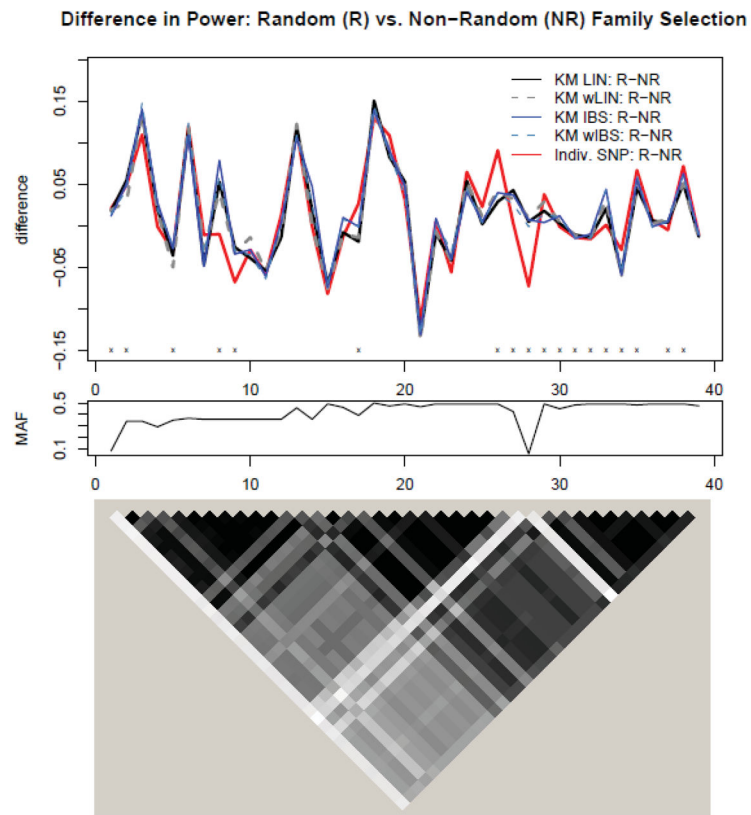 Difference in Power: Random (R) vs. Non−Random (NR) Family Selection
KM LIN: R−NR
KM wLIN: R−NR
KM IBS: R−NR
KM wIBS: R−NR
Indiv. SNP: R−NR
difference
0.15
0.05
−0.05
−0.15
x x x x x x x x x x x x x x x x x
0 10 20 30 40
MAF
0.5
0.1
0 10 20 30 40